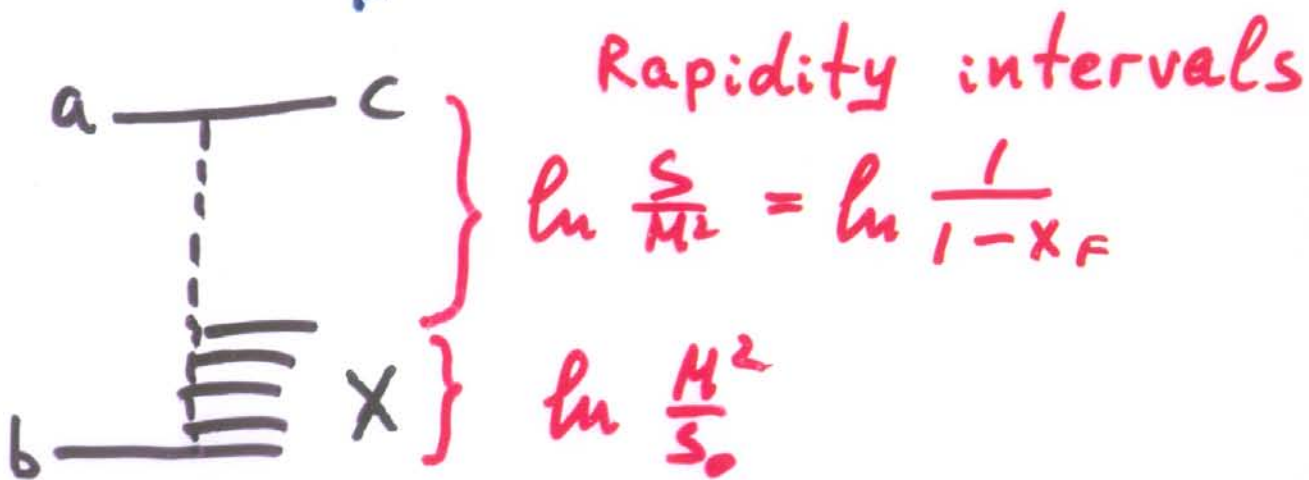 Rapidity intervals
a c
ln S/M² = ln 1/(1-x_F)
X ln M²/S₀
b